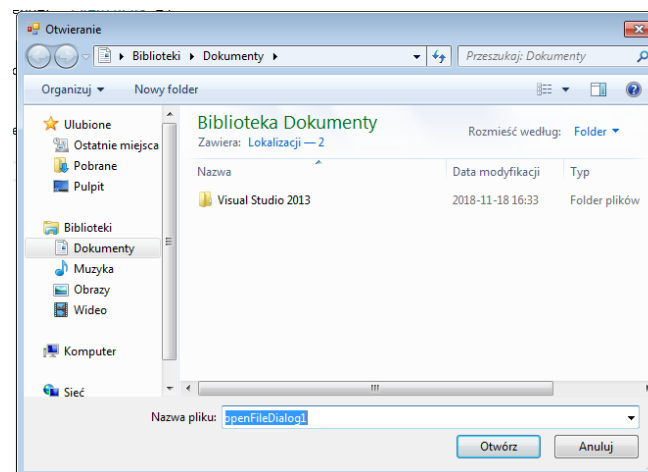 Otwieranie
Biblioteki ▸ Dokumenty ▸
Przeszukaj: Dokumenty
Organizuj
Nowy folder
Ulubione
Ostatnie miejsca
Pobrane
Pulpit
Biblioteki
Dokumenty
Muzyka
Obrazy
Wideo
Komputer
Sieć
Biblioteka Dokumenty
Zawiera: Lokalizacji — 2
Rozmieść według: Folder
Nazwa Data modyfikacji Typ
Visual Studio 2013 2018-11-18 16:33 Folder plików
Nazwa pliku: openFileDialog1
Otwórz Anuluj